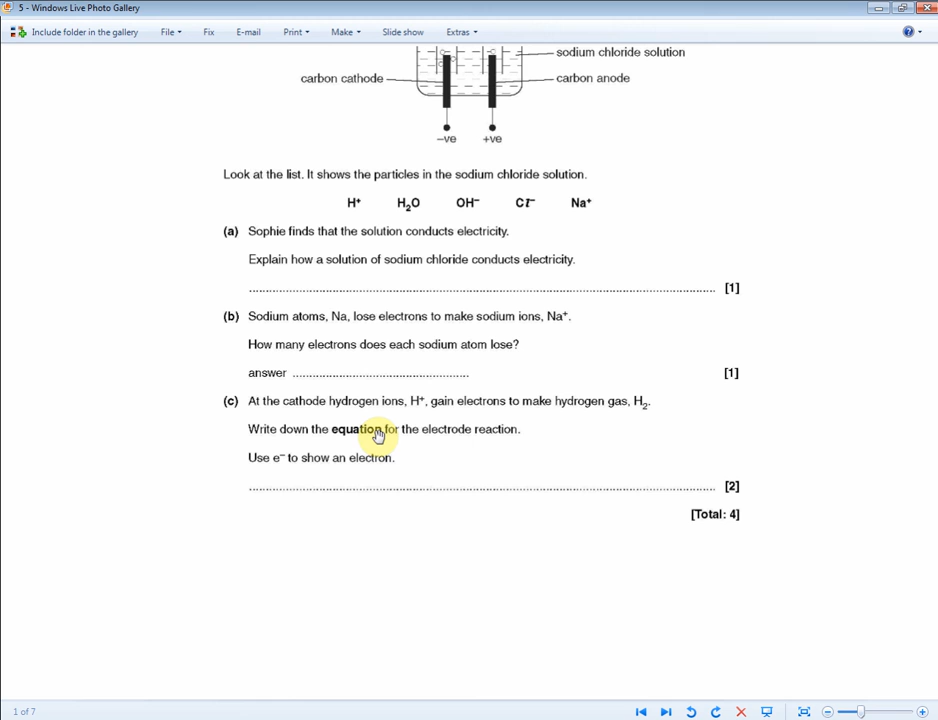 5 - Windows Live Photo Gallery
Include folder in the gallery File Fix E-mail Print Make Slide show Extras
sodium chloride solution
carbon cathode carbon anode
–ve +ve
Look at the list. It shows the particles in the sodium chloride solution.
H⁺ H₂O OH⁻ Cl⁻ Na⁺
(a) Sophie finds that the solution conducts electricity.
Explain how a solution of sodium chloride conducts electricity.
[1]
(b) Sodium atoms, Na, lose electrons to make sodium ions, Na⁺.
How many electrons does each sodium atom lose?
answer [1]
(c) At the cathode hydrogen ions, H⁺, gain electrons to make hydrogen gas, H₂.
Write down the equation for the electrode reaction.
Use e⁻ to show an electron.
[2]
[Total: 4]
1 of 7